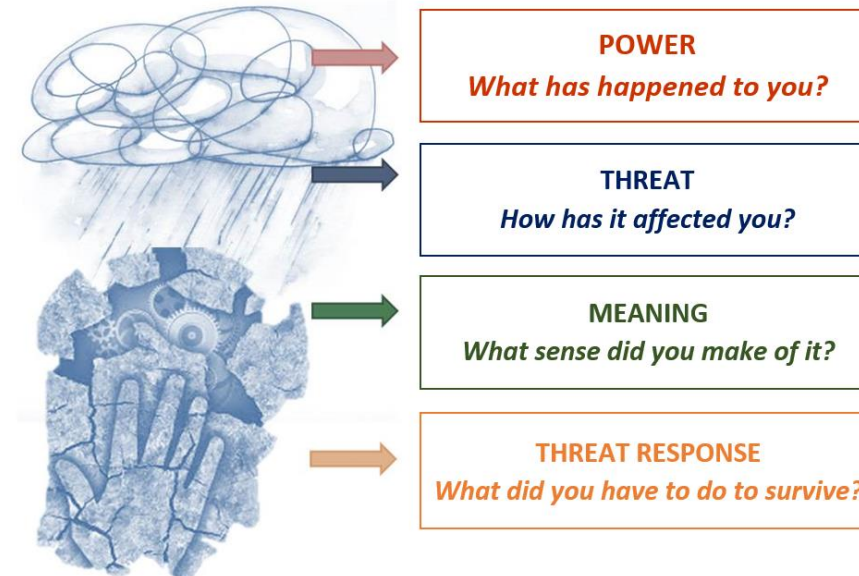 POWER
What has happened to you?
THREAT
How has it affected you?
MEANING
What sense did you make of it?
THREAT RESPONSE
What did you have to do to survive?